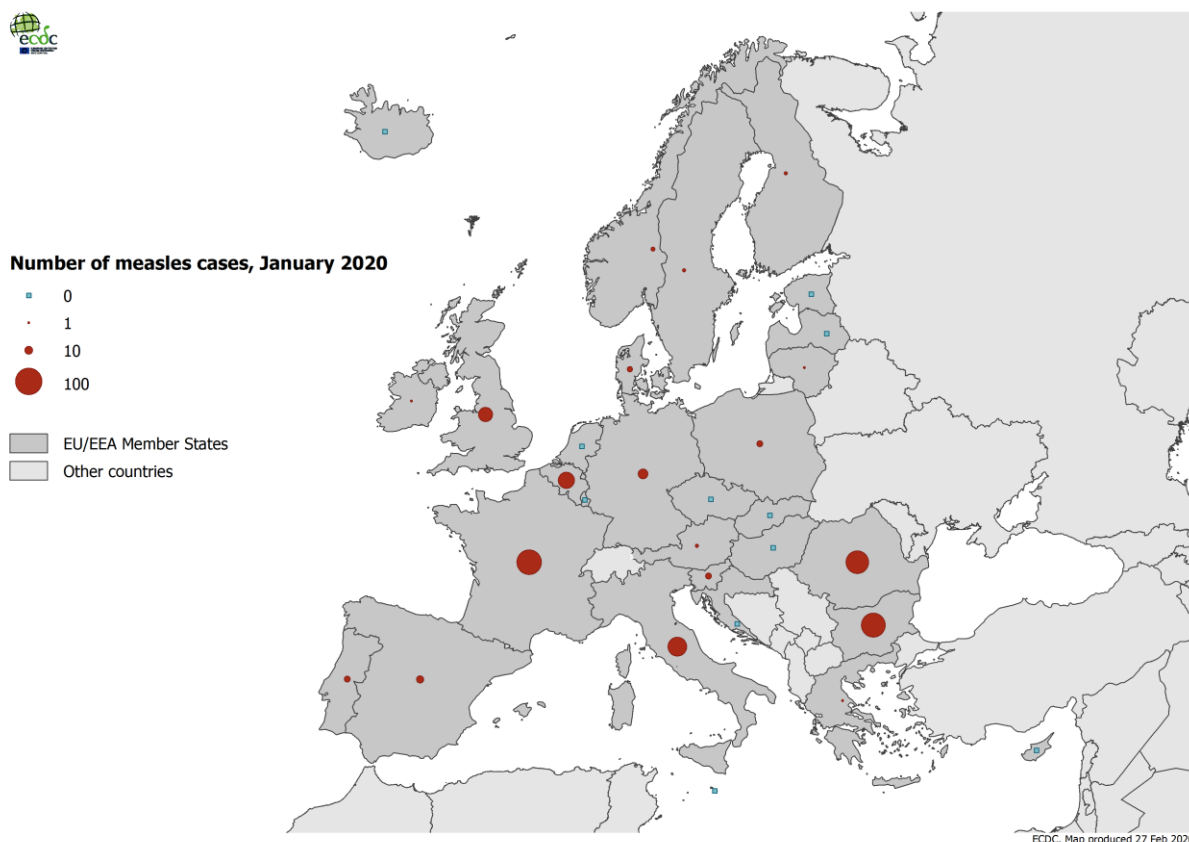 ecdc
Number of measles cases, January 2020
0
1
10
100
EU/EEA Member States
Other countries
ECDC. Map produced 27 Feb 202